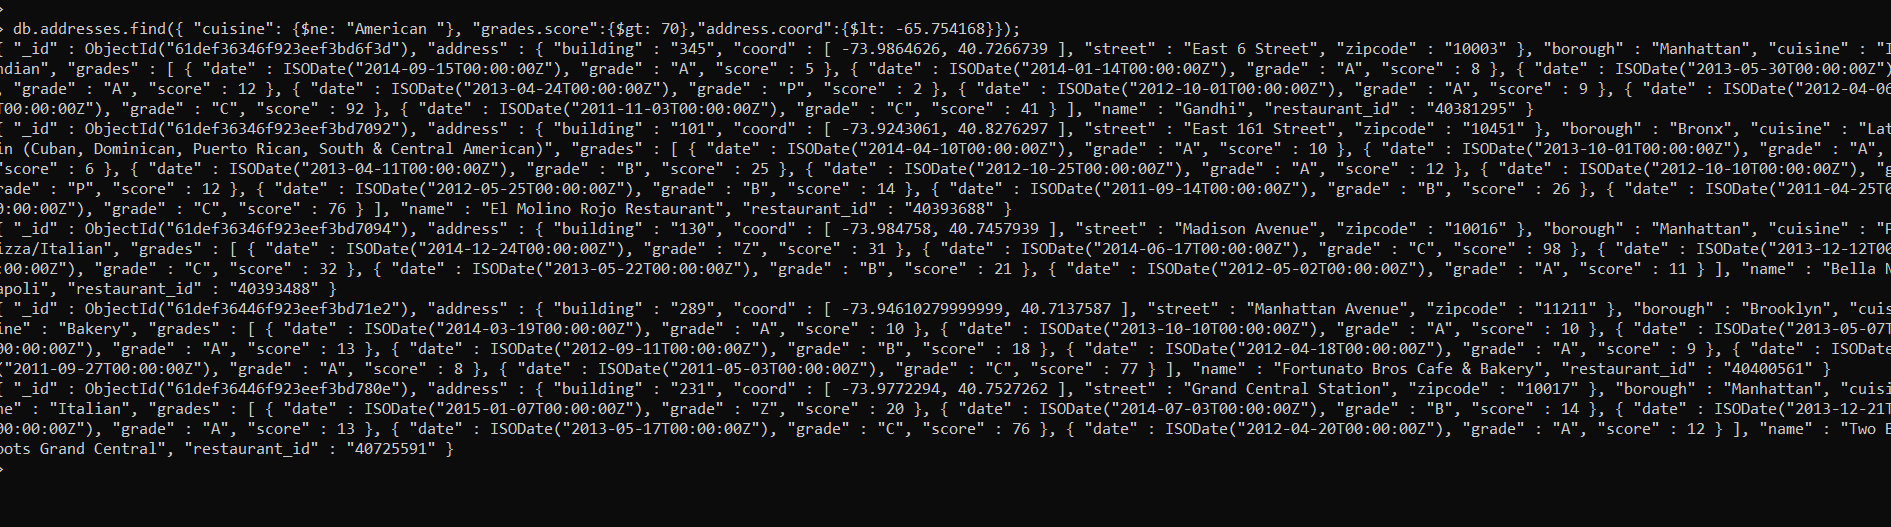 >
> db.addresses.find({ "cuisine": {$ne: "American "}, "grades.score":{$gt: 70},"address.coord":{$lt: -65.754168}});
{ "_id" : ObjectId("61def36346f923eef3bd6f3d"), "address" : { "building" : "345", "coord" : [ -73.9864626, 40.7266739 ], "street" : "East 6 Street", "zipcode" : "10003" }, "borough" : "Manhattan", "cuisine" : "I
ndian", "grades" : [ { "date" : ISODate("2014-09-15T00:00:00Z"), "grade" : "A", "score" : 5 }, { "date" : ISODate("2014-01-14T00:00:00Z"), "grade" : "A", "score" : 8 }, { "date" : ISODate("2013-05-30T00:00:00Z")
, "grade" : "A", "score" : 12 }, { "date" : ISODate("2013-04-24T00:00:00Z"), "grade" : "P", "score" : 2 }, { "date" : ISODate("2012-10-01T00:00:00Z"), "grade" : "A", "score" : 9 }, { "date" : ISODate("2012-04-06
T00:00:00Z"), "grade" : "C", "score" : 92 }, { "date" : ISODate("2011-11-03T00:00:00Z"), "grade" : "C", "score" : 41 } ], "name" : "Gandhi", "restaurant_id" : "40381295" }
{ "_id" : ObjectId("61def36346f923eef3bd7092"), "address" : { "building" : "101", "coord" : [ -73.9243061, 40.8276297 ], "street" : "East 161 Street", "zipcode" : "10451" }, "borough" : "Bronx", "cuisine" : "Lat
in (Cuban, Dominican, Puerto Rican, South & Central American)", "grades" : [ { "date" : ISODate("2014-04-10T00:00:00Z"), "grade" : "A", "score" : 10 }, { "date" : ISODate("2013-10-01T00:00:00Z"), "grade" : "A",
"score" : 6 }, { "date" : ISODate("2013-04-11T00:00:00Z"), "grade" : "B", "score" : 25 }, { "date" : ISODate("2012-10-25T00:00:00Z"), "grade" : "A", "score" : 12 }, { "date" : ISODate("2012-10-10T00:00:00Z"), "g
rade" : "P", "score" : 12 }, { "date" : ISODate("2012-05-25T00:00:00Z"), "grade" : "B", "score" : 14 }, { "date" : ISODate("2011-09-14T00:00:00Z"), "grade" : "B", "score" : 26 }, { "date" : ISODate("2011-04-25T0
0:00:00Z"), "grade" : "C", "score" : 76 } ], "name" : "El Molino Rojo Restaurant", "restaurant_id" : "40393688" }
{ "_id" : ObjectId("61def36346f923eef3bd7094"), "address" : { "building" : "130", "coord" : [ -73.984758, 40.7457939 ], "street" : "Madison Avenue", "zipcode" : "10016" }, "borough" : "Manhattan", "cuisine" : "P
izza/Italian", "grades" : [ { "date" : ISODate("2014-12-24T00:00:00Z"), "grade" : "Z", "score" : 31 }, { "date" : ISODate("2014-06-17T00:00:00Z"), "grade" : "C", "score" : 98 }, { "date" : ISODate("2013-12-12T00
:00:00Z"), "grade" : "C", "score" : 32 }, { "date" : ISODate("2013-05-22T00:00:00Z"), "grade" : "B", "score" : 21 }, { "date" : ISODate("2012-05-02T00:00:00Z"), "grade" : "A", "score" : 11 } ], "name" : "Bella N
apoli", "restaurant_id" : "40393488" }
{ "_id" : ObjectId("61def36346f923eef3bd71e2"), "address" : { "building" : "289", "coord" : [ -73.94610279999999, 40.7137587 ], "street" : "Manhattan Avenue", "zipcode" : "11211" }, "borough" : "Brooklyn", "cuis
ine" : "Bakery", "grades" : [ { "date" : ISODate("2014-03-19T00:00:00Z"), "grade" : "A", "score" : 10 }, { "date" : ISODate("2013-10-10T00:00:00Z"), "grade" : "A", "score" : 10 }, { "date" : ISODate("2013-05-07T
00:00:00Z"), "grade" : "A", "score" : 13 }, { "date" : ISODate("2012-09-11T00:00:00Z"), "grade" : "B", "score" : 18 }, { "date" : ISODate("2012-04-18T00:00:00Z"), "grade" : "A", "score" : 9 }, { "date" : ISODate
("2011-09-27T00:00:00Z"), "grade" : "A", "score" : 8 }, { "date" : ISODate("2011-05-03T00:00:00Z"), "grade" : "C", "score" : 77 } ], "name" : "Fortunato Bros Cafe & Bakery", "restaurant_id" : "40400561" }
{ "_id" : ObjectId("61def36446f923eef3bd780e"), "address" : { "building" : "231", "coord" : [ -73.9772294, 40.7527262 ], "street" : "Grand Central Station", "zipcode" : "10017" }, "borough" : "Manhattan", "cuisi
ne" : "Italian", "grades" : [ { "date" : ISODate("2015-01-07T00:00:00Z"), "grade" : "Z", "score" : 20 }, { "date" : ISODate("2014-07-03T00:00:00Z"), "grade" : "B", "score" : 14 }, { "date" : ISODate("2013-12-21T
00:00:00Z"), "grade" : "A", "score" : 13 }, { "date" : ISODate("2013-05-17T00:00:00Z"), "grade" : "C", "score" : 76 }, { "date" : ISODate("2012-04-20T00:00:00Z"), "grade" : "A", "score" : 12 } ], "name" : "Two B
oots Grand Central", "restaurant_id" : "40725591" }
>